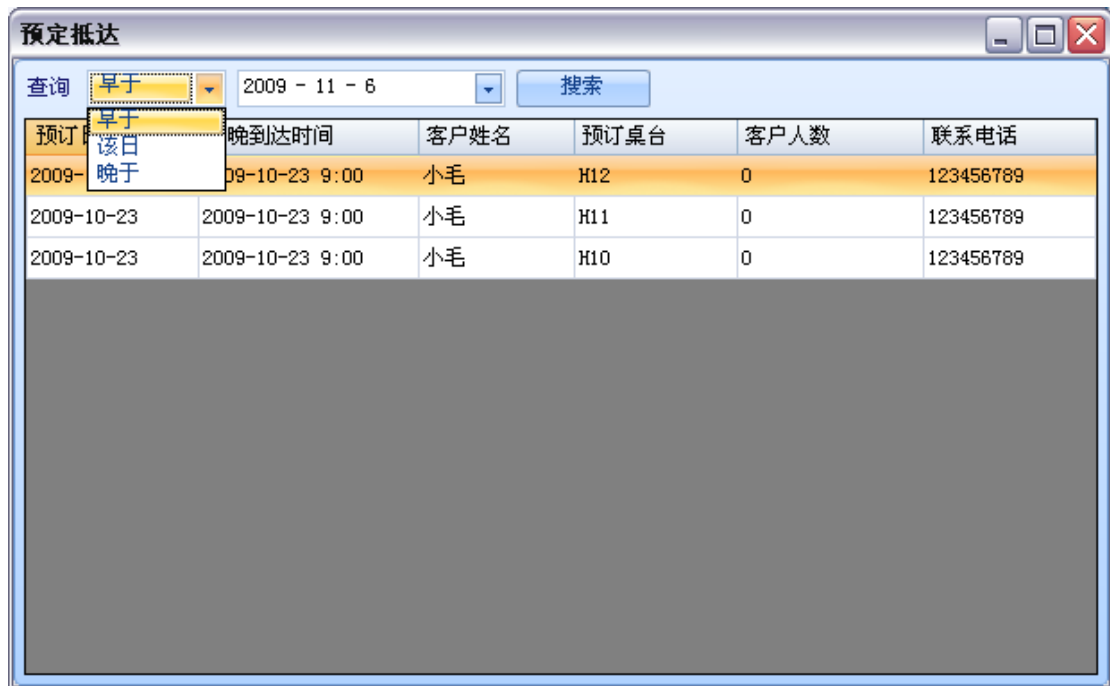 预定抵达
查询 早于 2009 - 11 - 6 搜索
早于
该日
晚于
预订 晚到达时间 客户姓名 预订桌台 客户人数 联系电话
2009- 09-10-23 9:00 小毛 H12 0 123456789
2009-10-23 2009-10-23 9:00 小毛 H11 0 123456789
2009-10-23 2009-10-23 9:00 小毛 H10 0 123456789